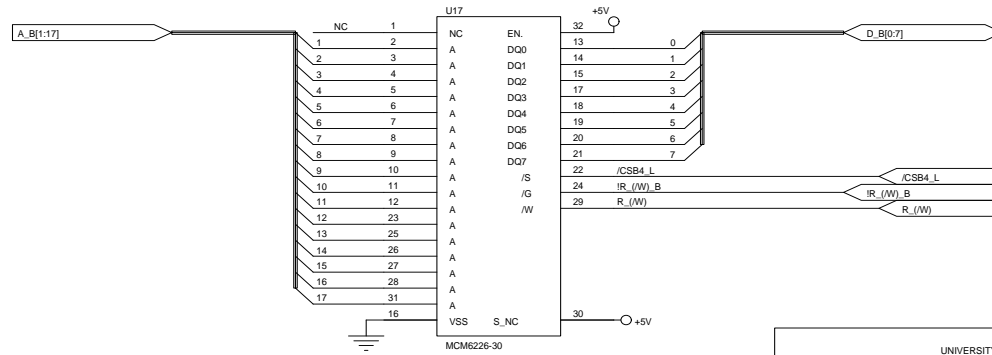 U17
+5V
NC 1 NC EN. 32
A_B[1:17] D_B[0:7]
1 2 A DQ0 13 0
2 3 A DQ1 14 1
3 4 A DQ2 15 2
4 5 A DQ3 17 3
5 6 A DQ4 18 4
6 7 A DQ5 19 5
7 8 A DQ6 20 6
8 9 A DQ7 21 7
9 10 A /S 22 /CSB4_L /CSB4_L
10 11 A /G 24 !R_(/W)_B !R_(/W)_B
11 12 A /W 29 R_(/W) R_(/W)
12 23 A
13 25 A
14 26 A
15 27 A
16 28 A
17 31 A
16 VSS S_NC 30 +5V
MCM6226-30
UNIVERSITY